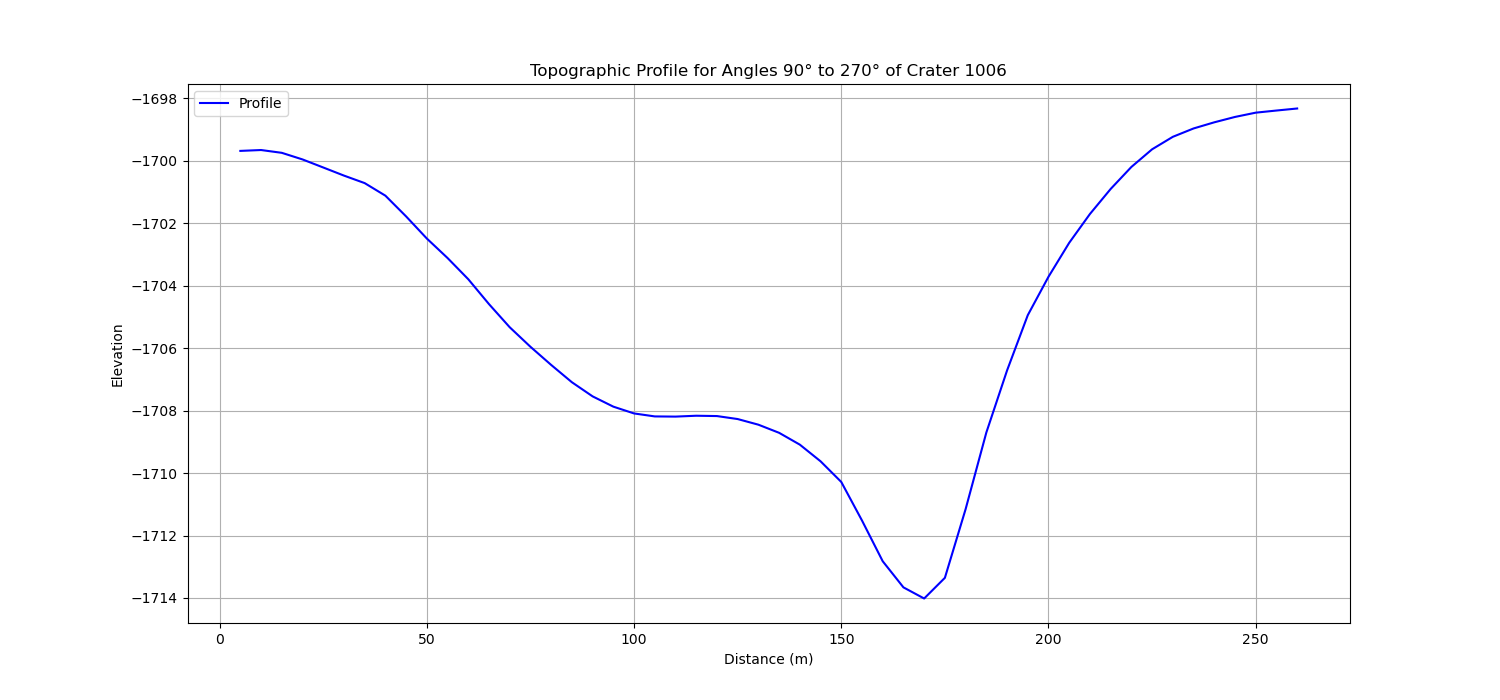 Topographic Profile for Angles 90° to 270° of Crater 1006
Profile
−1698
−1700
−1702
−1704
−1706
−1708
−1710
−1712
−1714
Elevation
0 50 100 150 200 250
Distance (m)